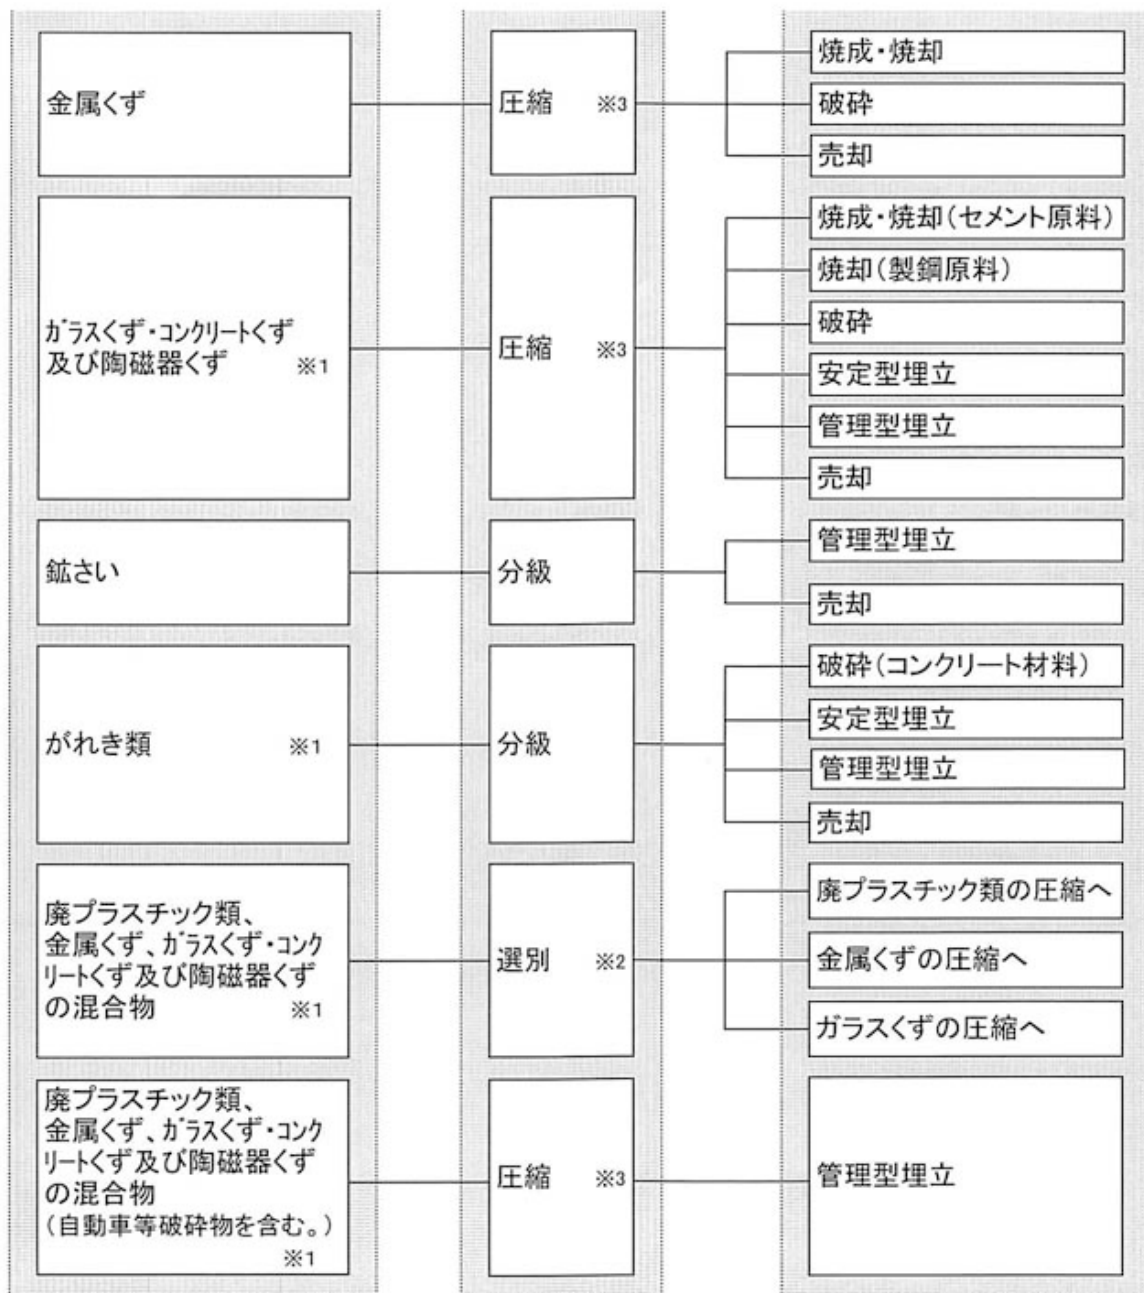 金属くず
圧縮 ※3
焼成・焼却
破砕
売却
ガラスくず・コンクリートくず
及び陶磁器くず ※1
圧縮 ※3
焼成・焼却(セメント原料)
焼却(製鋼原料)
破砕
安定型埋立
管理型埋立
売却
鉱さい
分級
管理型埋立
売却
がれき類 ※1
分級
破砕(コンクリート材料)
安定型埋立
管理型埋立
売却
廃プラスチック類、
金属くず、ガラスくず・コンク
リートくず及び陶磁器くず
の混合物 ※1
選別 ※2
廃プラスチック類の圧縮へ
金属くずの圧縮へ
ガラスくずの圧縮へ
廃プラスチック類、
金属くず、ガラスくず・コンク
リートくず及び陶磁器くず
の混合物
(自動車等破砕物を含む。)
※1
圧縮 ※3
管理型埋立